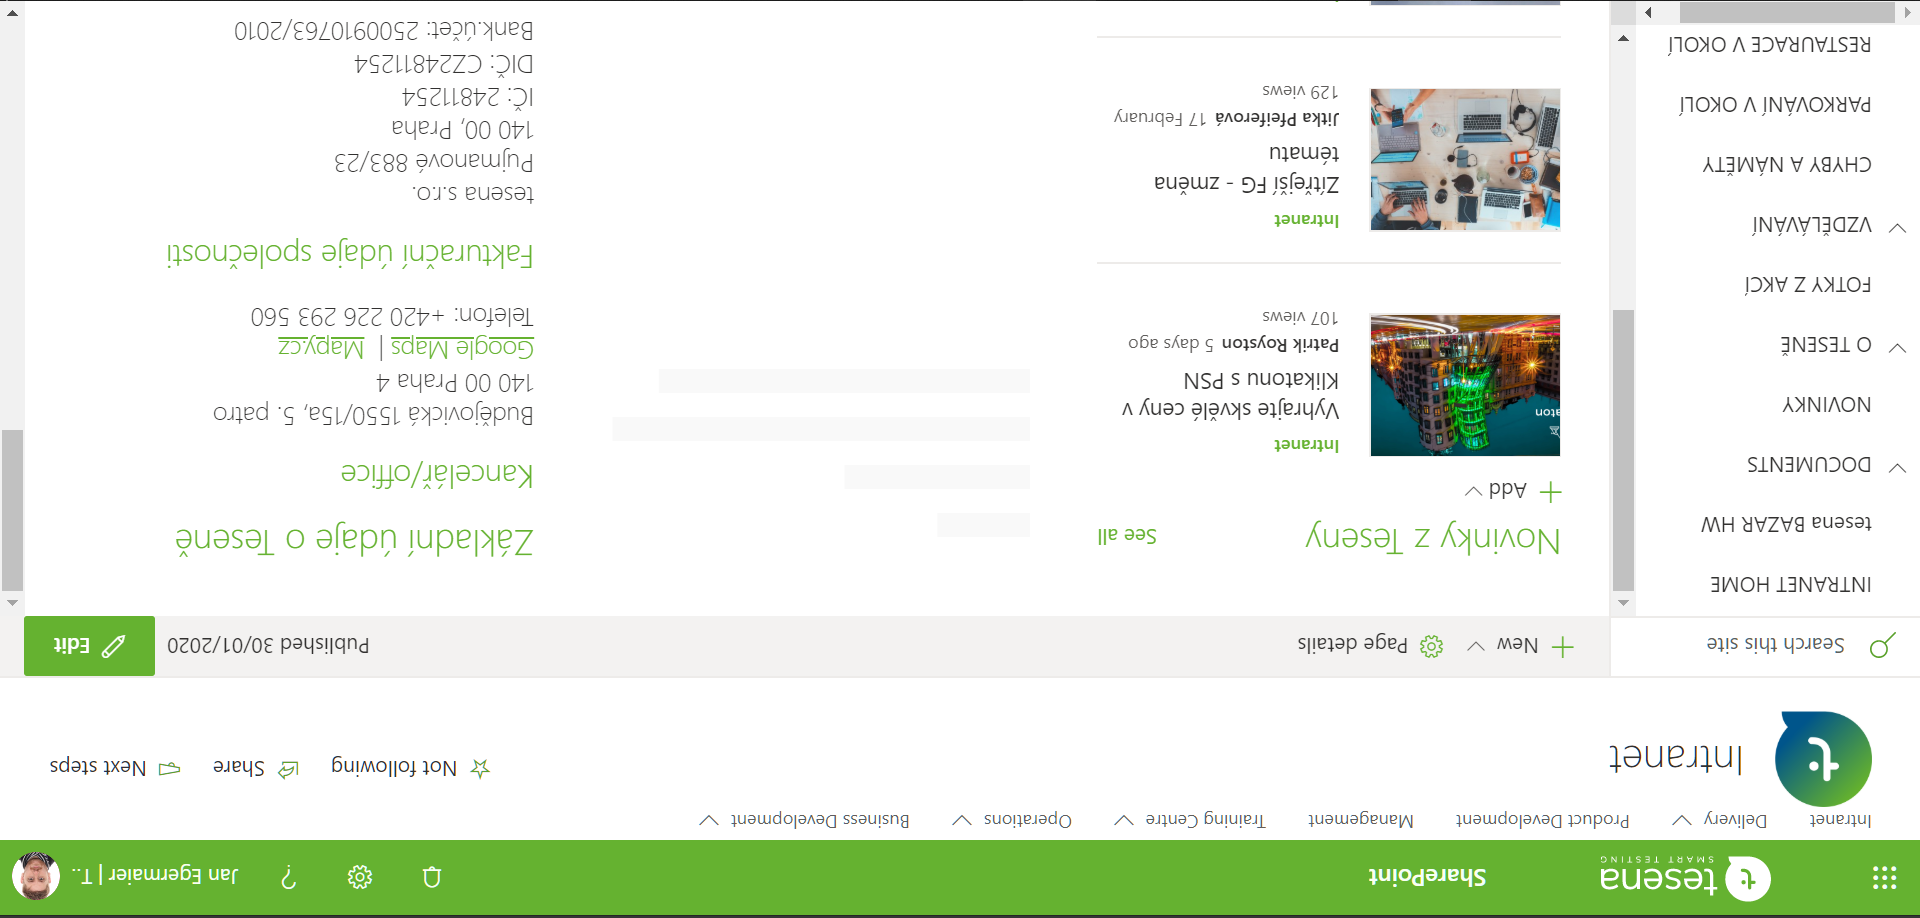 tesena
SMART TESTING
SharePoint
Jan Egermaier | T...
Intranet
Delivery
Product Development
Management
Training Centre
Operations
Business Development
Intranet
Not following
Share
Next steps
Search this site
New
Page details
Published 30/01/2020
Edit
INTRANET HOME
tesena BAZAR HW
DOCUMENTS
NOVINKY
O TESENĚ
FOTKY Z AKCÍ
VZDĚLÁVÁNÍ
CHYBY A NÁMĚTY
PARKOVÁNÍ V OKOLÍ
RESTAURACE V OKOLÍ
Novinky z Teseny
See all
Add
aton
Intranet
Vyhrajte skvělé ceny v
Klikatonu s PSN
Patrik Royston 5 days ago
107 views
Intranet
Zítřejší FG - změna
tématu
Jitka Pfeiferová 17 February
129 views
Základní údaje o Teseně
Kancelář/office
Budějovická 1550/15a, 5. patro
140 00 Praha 4
Google Maps | Mapy.cz
Telefon: +420 226 293 560
Fakturační údaje společnosti
tesena s.r.o.
Pujmanové 883/23
140 00, Praha
IČ: 24811254
DIČ: CZ24811254
Bank.účet: 2500910763/2010